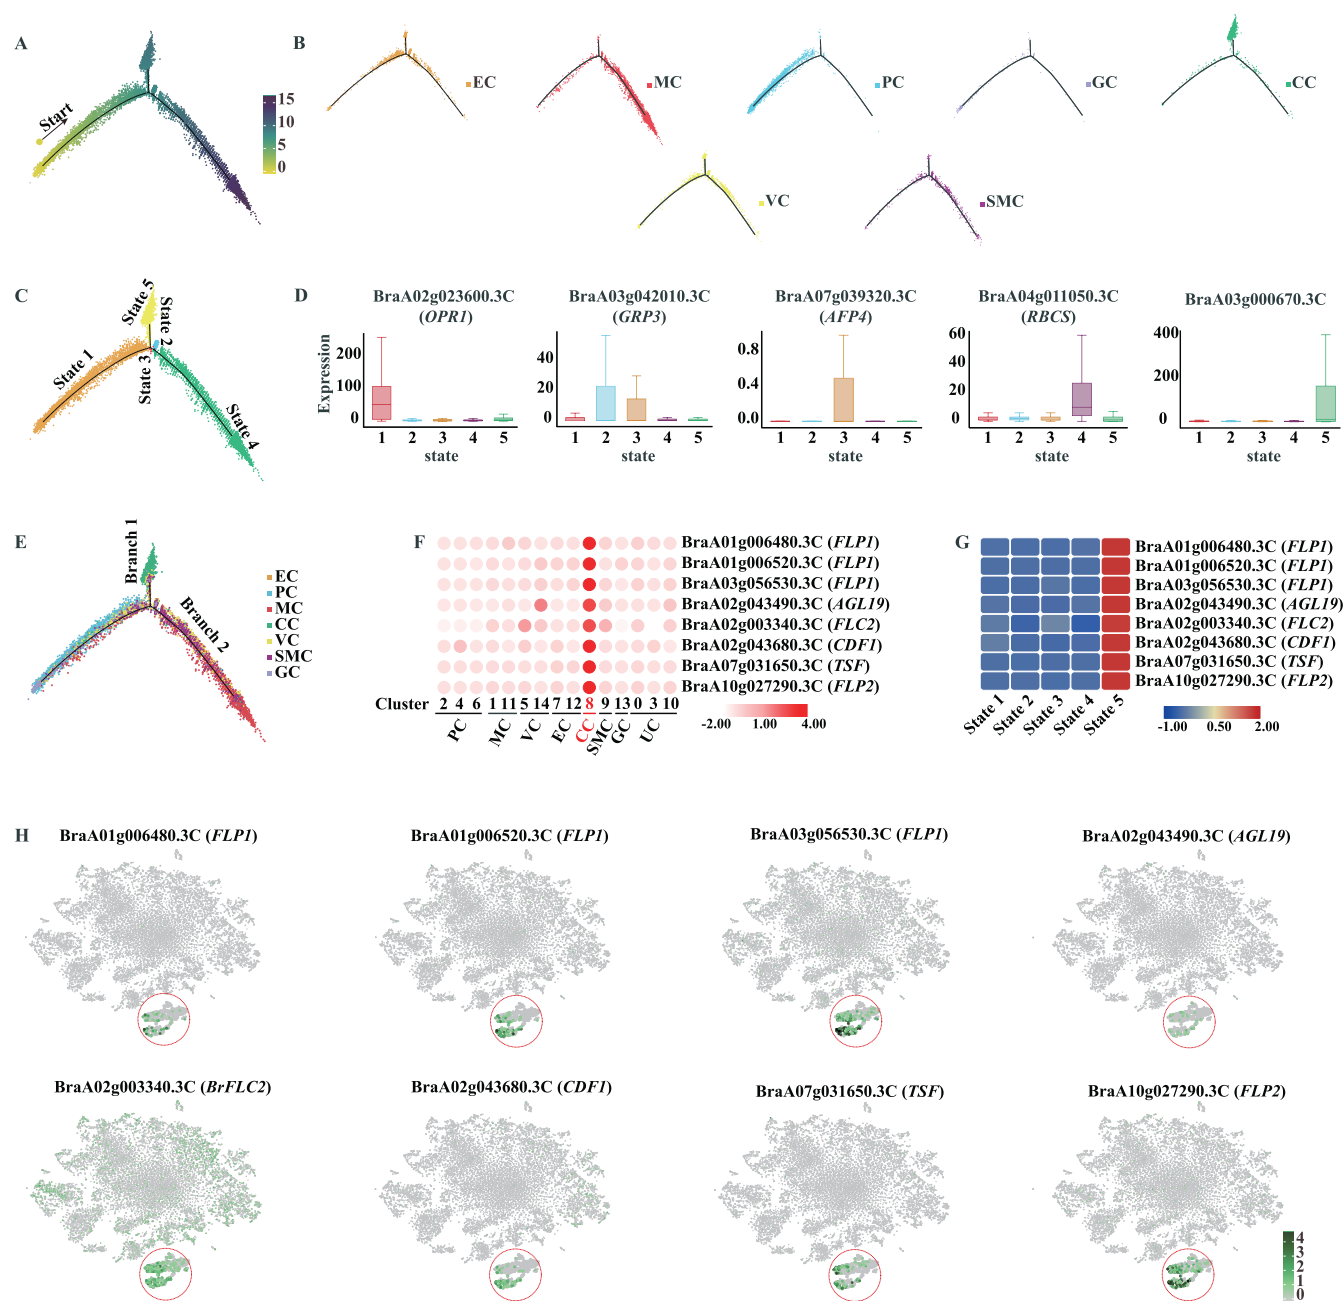 A
Start
15
10
5
0
B
EC
MC
PC
GC
CC
VC
SMC
C
State 1
State 5
State 2
State 3
State 4
D
Expression
BraA02g023600.3C
(OPR1)
200
100
0
1 2 3 4 5
state
BraA03g042010.3C
(GRP3)
40
20
0
1 2 3 4 5
state
BraA07g039320.3C
(AFP4)
0.8
0.4
0.0
1 2 3 4 5
state
BraA04g011050.3C
(RBCS)
60
40
20
0
1 2 3 4 5
state
BraA03g000670.3C
400
200
0
1 2 3 4 5
state
E
Branch 1
Branch 2
EC
PC
MC
CC
VC
SMC
GC
F
BraA01g006480.3C (FLP1)
BraA01g006520.3C (FLP1)
BraA03g056530.3C (FLP1)
BraA02g043490.3C (AGL19)
BraA02g003340.3C (FLC2)
BraA02g043680.3C (CDF1)
BraA07g031650.3C (TSF)
BraA10g027290.3C (FLP2)
Cluster 2 4 6 1 11 5 14 7 12 8 9 13 0 3 10
PC MC VC EC CC SMC GC UC
-2.00 1.00 4.00
G
BraA01g006480.3C (FLP1)
BraA01g006520.3C (FLP1)
BraA03g056530.3C (FLP1)
BraA02g043490.3C (AGL19)
BraA02g003340.3C (FLC2)
BraA02g043680.3C (CDF1)
BraA07g031650.3C (TSF)
BraA10g027290.3C (FLP2)
State 1 State 2 State 3 State 4 State 5
-1.00 0.50 2.00
H
BraA01g006480.3C (FLP1)
BraA01g006520.3C (FLP1)
BraA03g056530.3C (FLP1)
BraA02g043490.3C (AGL19)
BraA02g003340.3C (BrFLC2)
BraA02g043680.3C (CDF1)
BraA07g031650.3C (TSF)
BraA10g027290.3C (FLP2)
4
3
2
1
0